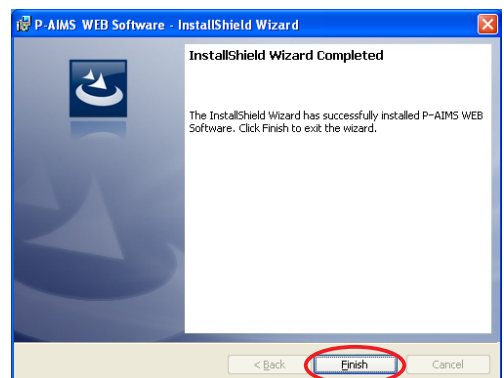 P-AIMS WEB Software - InstallShield Wizard
InstallShield Wizard Completed
The InstallShield Wizard has successfully installed P-AIMS WEB
Software. Click Finish to exit the wizard.
< Back
Finish
Cancel